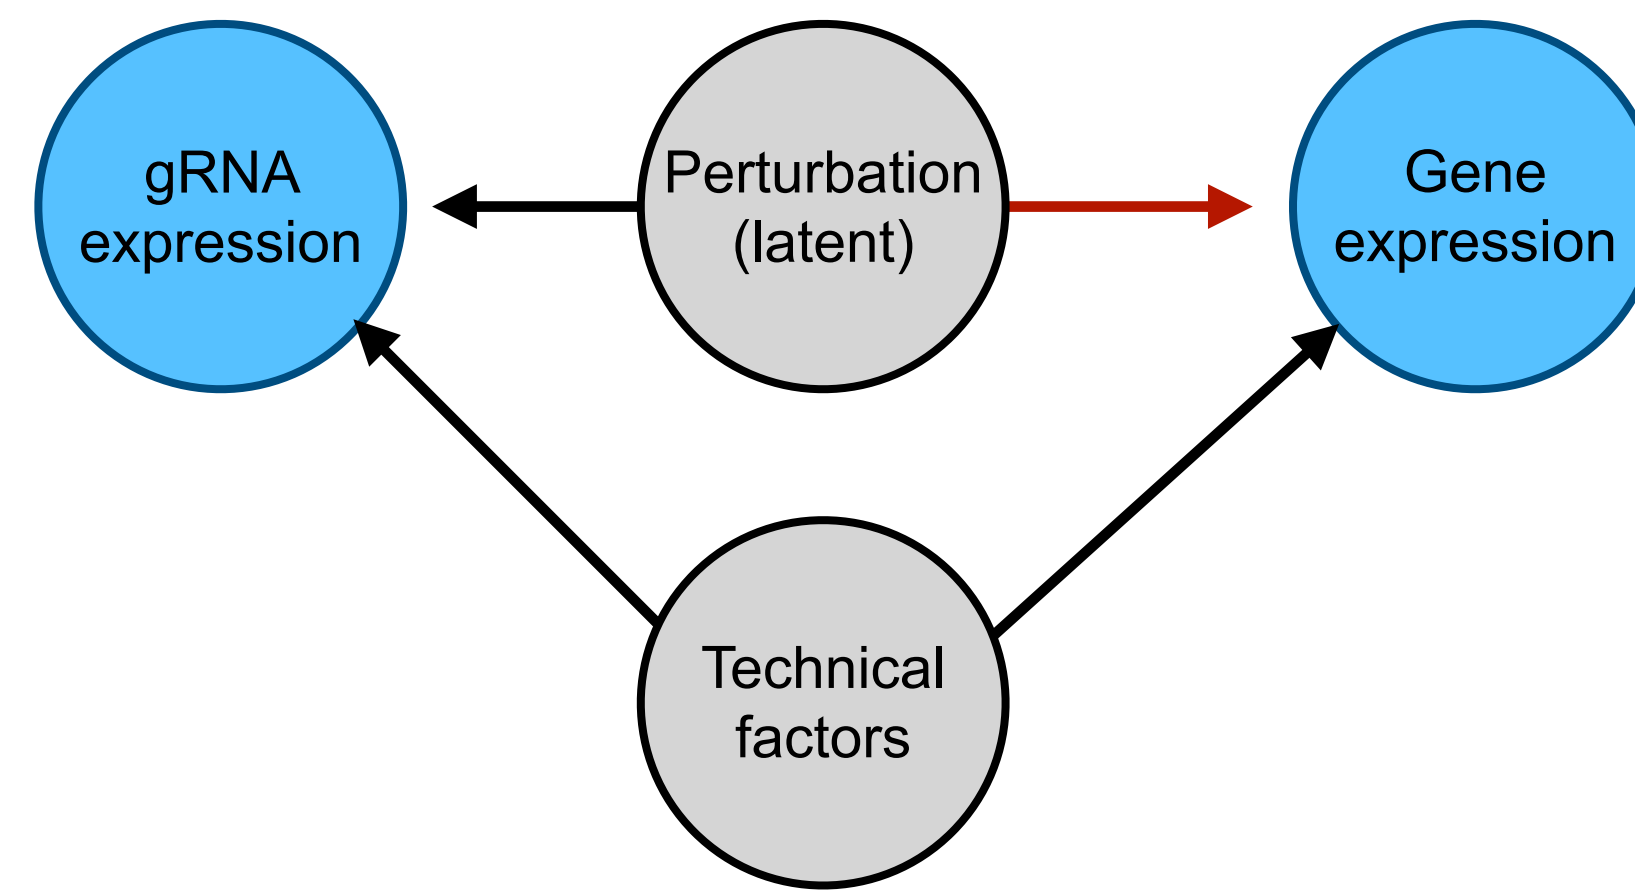 gRNA
expression
Perturbation
(latent)
Gene
expression
Technical
factors